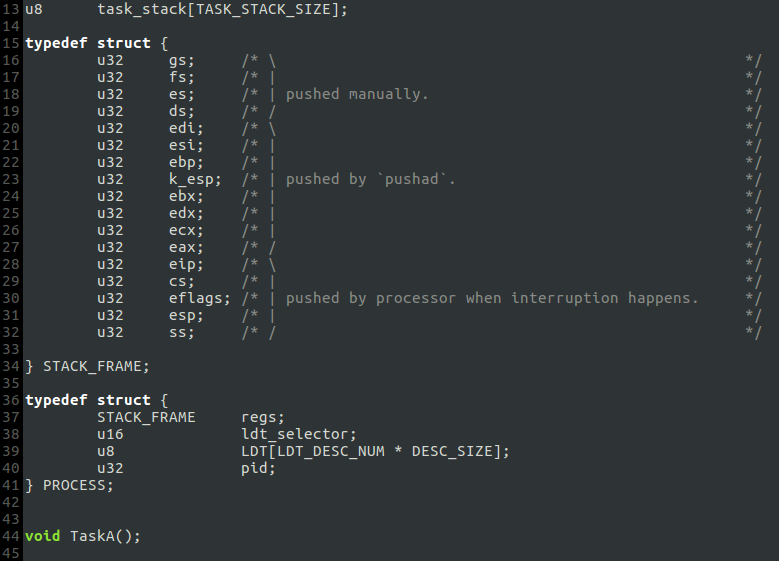 13 u8      task_stack[TASK_STACK_SIZE];
14
15 typedef struct {
16         u32     gs;     /* \                                                    */
17         u32     fs;     /* |                                                    */
18         u32     es;     /* | pushed manually.                                   */
19         u32     ds;     /* /                                                    */
20         u32     edi;    /* \                                                    */
21         u32     esi;    /* |                                                    */
22         u32     ebp;    /* |                                                    */
23         u32     k_esp;  /* | pushed by `pushad`.                                */
24         u32     ebx;    /* |                                                    */
25         u32     edx;    /* |                                                    */
26         u32     ecx;    /* |                                                    */
27         u32     eax;    /* /                                                    */
28         u32     eip;    /* \                                                    */
29         u32     cs;     /* |                                                    */
30         u32     eflags; /* | pushed by processor when interruption happens.     */
31         u32     esp;    /* |                                                    */
32         u32     ss;     /* /                                                    */
33
34 } STACK_FRAME;
35
36 typedef struct {
37         STACK_FRAME     regs;
38         u16             ldt_selector;
39         u8              LDT[LDT_DESC_NUM * DESC_SIZE];
40         u32             pid;
41 } PROCESS;
42
43
44 void TaskA();
45